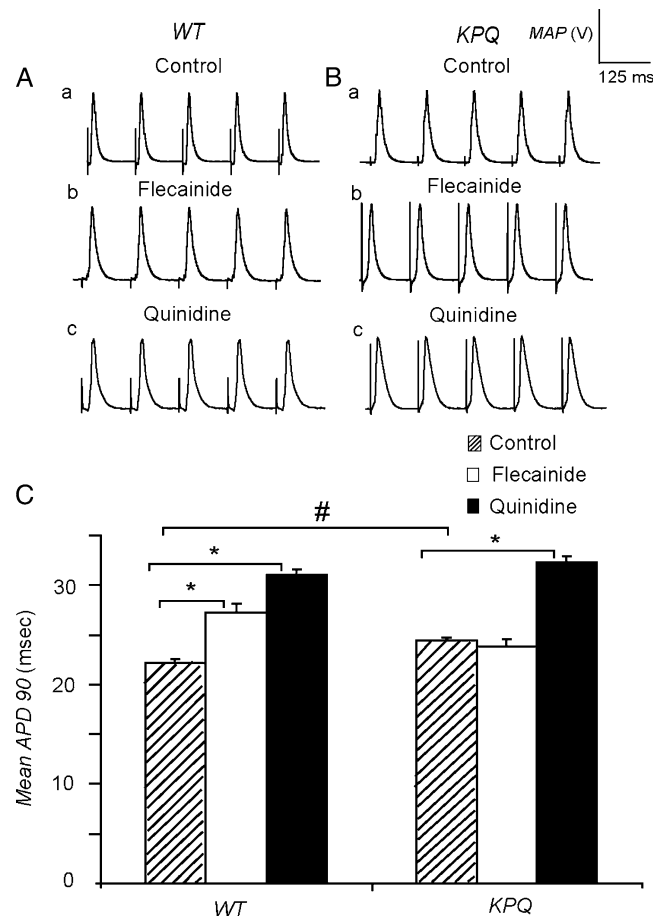 WT
KPQ
MAP (V)
125 ms
A
Control
a
B
Control
a
Flecainide
b
Flecainide
b
Quinidine
c
Quinidine
c
Control
Flecainide
Quinidine
C
#
*
*
*
30
20
10
0
Mean APD 90 (msec)
WT
KPQ